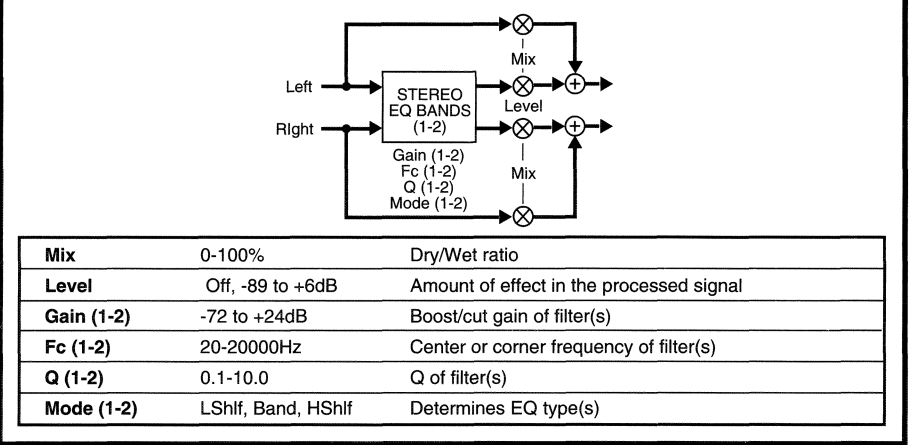 Mix
Left
STEREO
EQ BANDS
(1-2)
Level
RIght
Gain (1-2)
Fc (1-2)
Q (1-2)
Mode (1-2)
Mix
Mix 0-100% Dry/Wet ratio
Level Off, -89 to +6dB Amount of effect in the processed signal
Gain (1-2) -72 to +24dB Boost/cut gain of filter(s)
Fc (1-2) 20-20000Hz Center or corner frequency of filter(s)
Q (1-2) 0.1-10.0 Q of filter(s)
Mode (1-2) LShlf, Band, HShlf Determines EQ type(s)